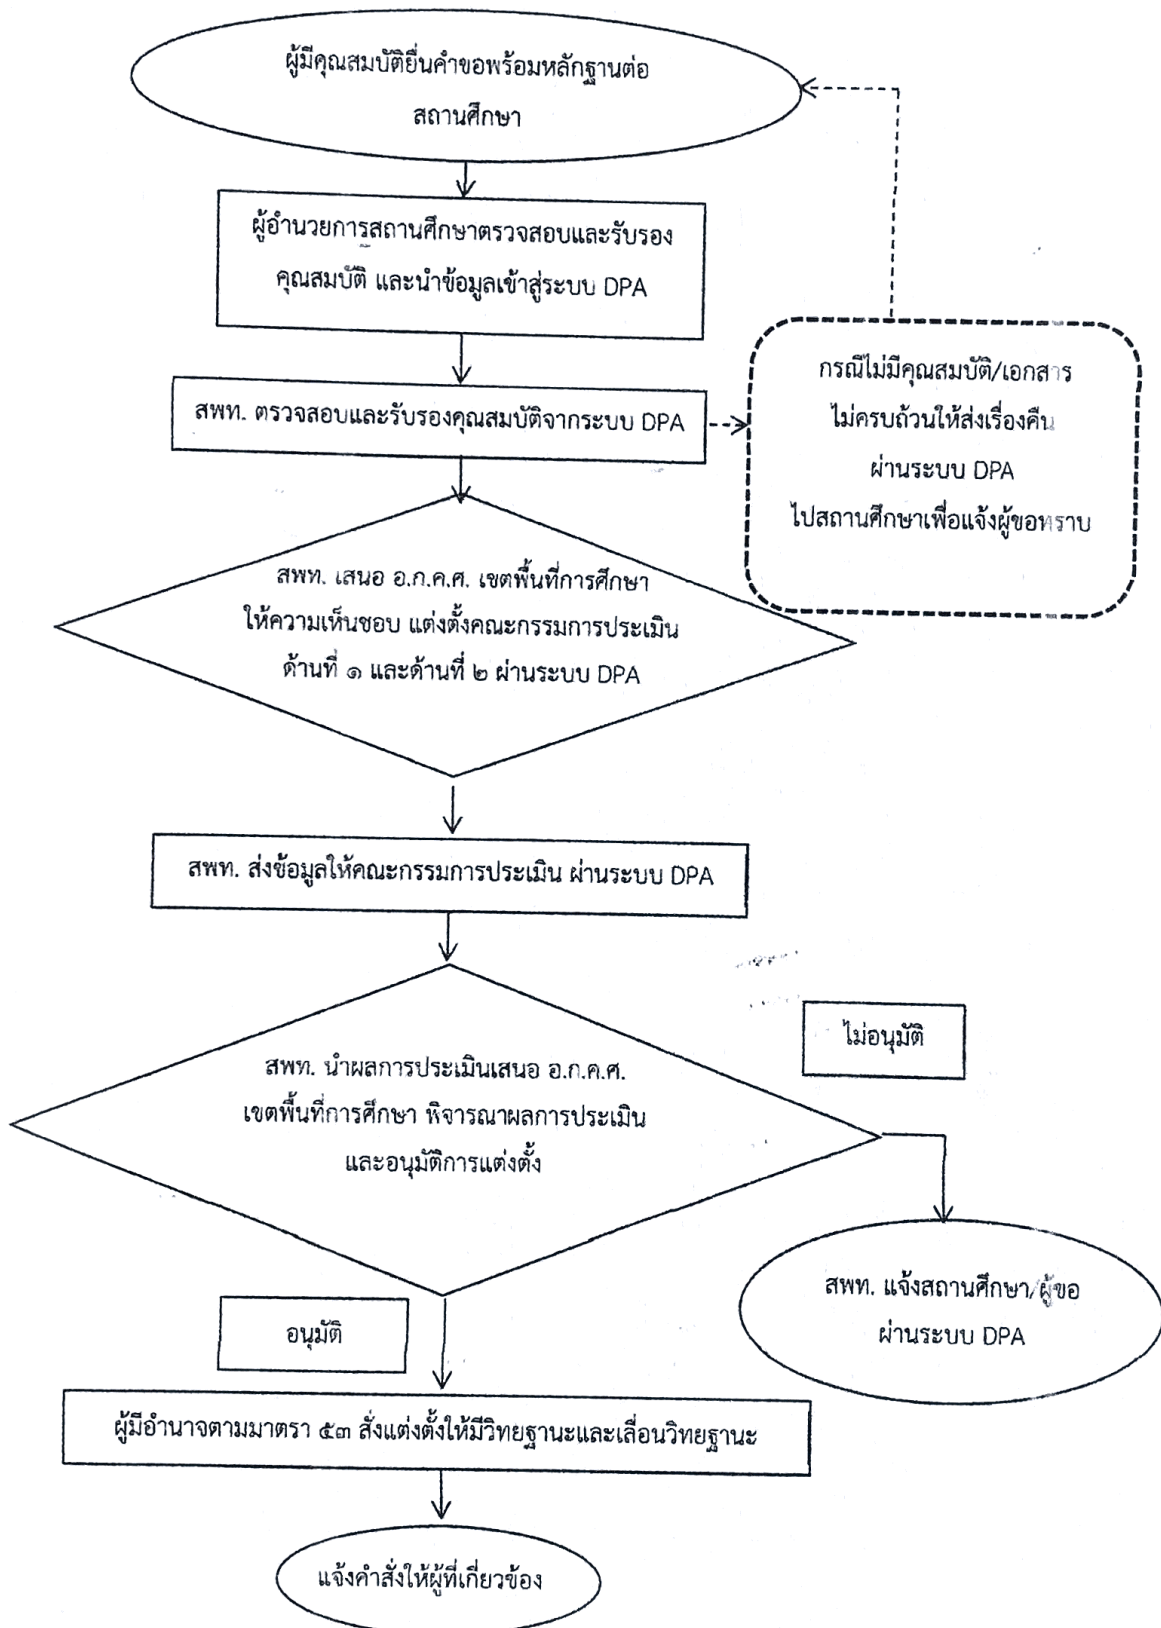 ผู้มีคุณสมบัติยื่นคำขอพร้อมหลักฐานต่อ
สถานศึกษา
ผู้อำนวยการสถานศึกษาตรวจสอบและรับรอง
คุณสมบัติ และนำข้อมูลเข้าสู่ระบบ DPA
สพท. ตรวจสอบและรับรองคุณสมบัติจากระบบ DPA
กรณีไม่มีคุณสมบัติ/เอกสาร
ไม่ครบถ้วนให้ส่งเรื่องคืน
ผ่านระบบ DPA
ไปสถานศึกษาเพื่อแจ้งผู้ขอทราบ
สพท. เสนอ อ.ก.ค.ศ. เขตพื้นที่การศึกษา
ให้ความเห็นชอบ แต่งตั้งคณะกรรมการประเมิน
ด้านที่ ๑ และด้านที่ ๒ ผ่านระบบ DPA
สพท. ส่งข้อมูลให้คณะกรรมการประเมิน ผ่านระบบ DPA
สพท. นำผลการประเมินเสนอ อ.ก.ค.ศ.
เขตพื้นที่การศึกษา พิจารณาผลการประเมิน
และอนุมัติการแต่งตั้ง
ไม่อนุมัติ
สพท. แจ้งสถานศึกษา/ผู้ขอ
ผ่านระบบ DPA
อนุมัติ
ผู้มีอำนาจตามมาตรา ๕๓ สั่งแต่งตั้งให้มีวิทยฐานะและเลื่อนวิทยฐานะ
แจ้งคำสั่งให้ผู้ที่เกี่ยวข้อง